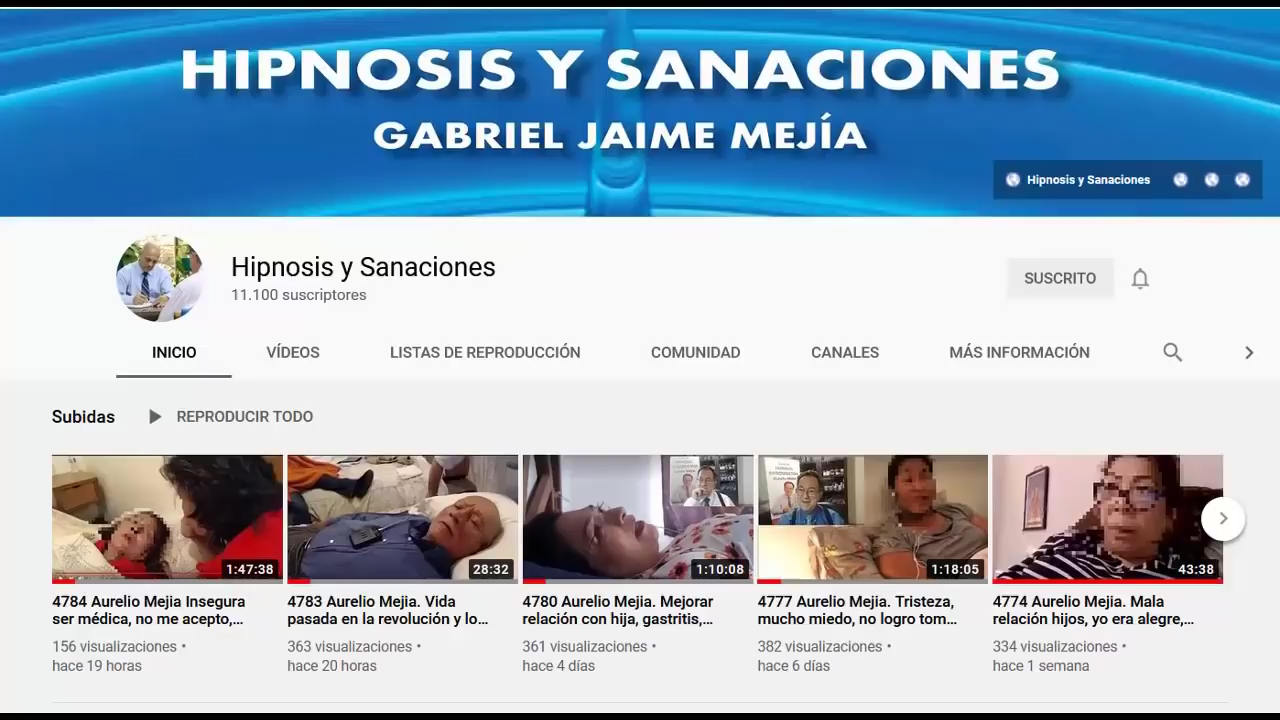 HIPNOSIS Y SANACIONES
GABRIEL JAIME MEJÍA
Hipnosis y Sanaciones
Hipnosis y Sanaciones
11.100 suscriptores
SUSCRITO
INICIO
VÍDEOS
LISTAS DE REPRODUCCIÓN
COMUNIDAD
CANALES
MÁS INFORMACIÓN
Subidas
REPRODUCIR TODO
1:47:38
28:32
1:10:08
1:18:05
43:38
4784 Aurelio Mejia Insegura
ser médica, no me acepto,...
156 visualizaciones •
hace 19 horas
4783 Aurelio Mejia. Vida
pasada en la revolución y lo...
363 visualizaciones •
hace 20 horas
4780 Aurelio Mejia. Mejorar
relación con hija, gastritis,...
361 visualizaciones •
hace 4 días
4777 Aurelio Mejia. Tristeza,
mucho miedo, no logro tom...
382 visualizaciones •
hace 6 días
4774 Aurelio Mejia. Mala
relación hijos, yo era alegre,...
334 visualizaciones •
hace 1 semana